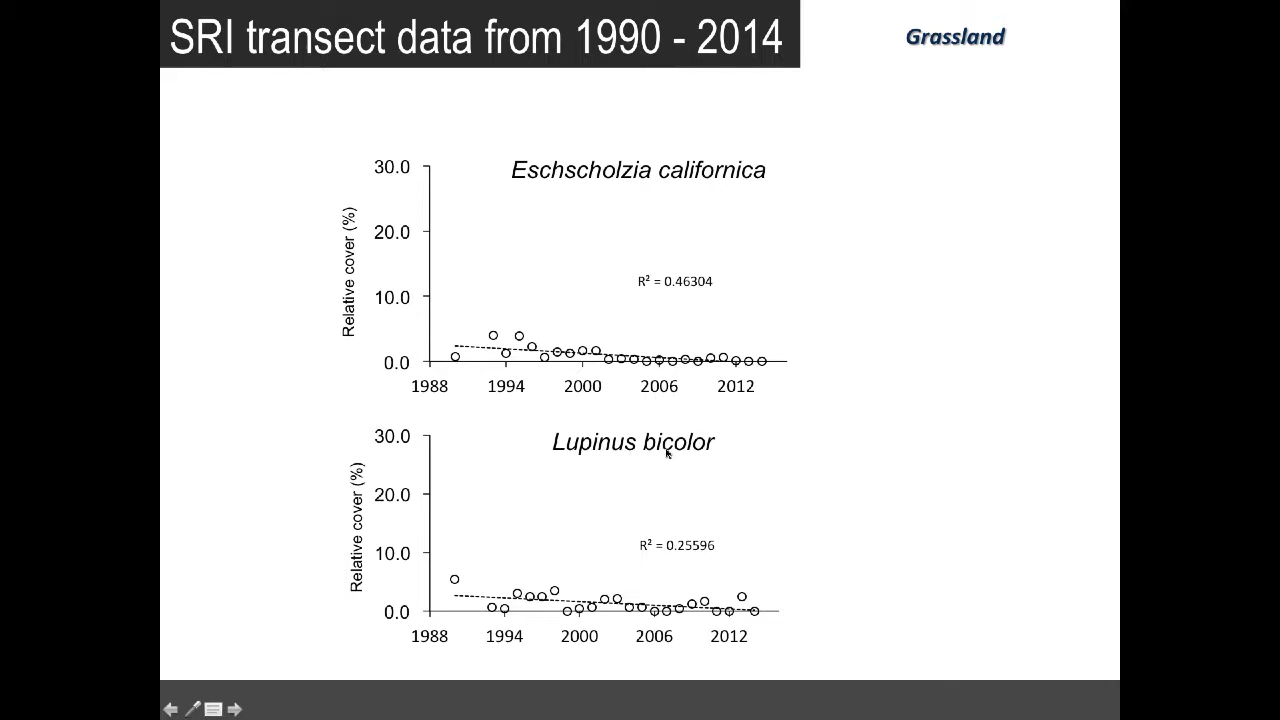 SRI transect data from 1990 - 2014
Grassland
Eschscholzia californica
Relative cover (%)
30.0
20.0
10.0
0.0
R² = 0.46304
1988 1994 2000 2006 2012
Lupinus bicolor
Relative cover (%)
30.0
20.0
10.0
0.0
R² = 0.25596
1988 1994 2000 2006 2012